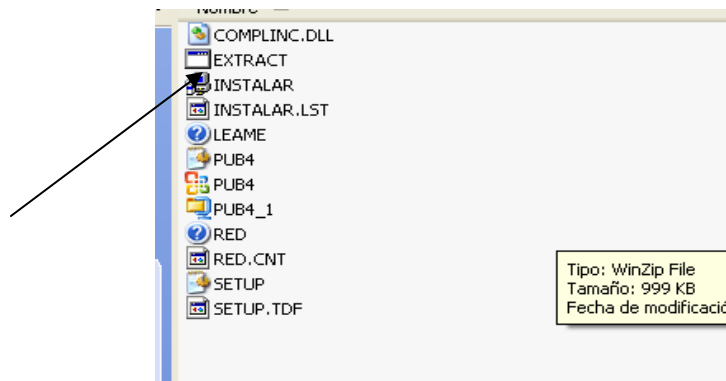 Nombre
COMPLINC.DLL
EXTRACT
INSTALAR
INSTALAR.LST
LEAME
PUB4
PUB4
PUB4_1
RED
RED.CNT
SETUP
SETUP.TDF
Tipo: WinZip File
Tamaño: 999 KB
Fecha de modificació